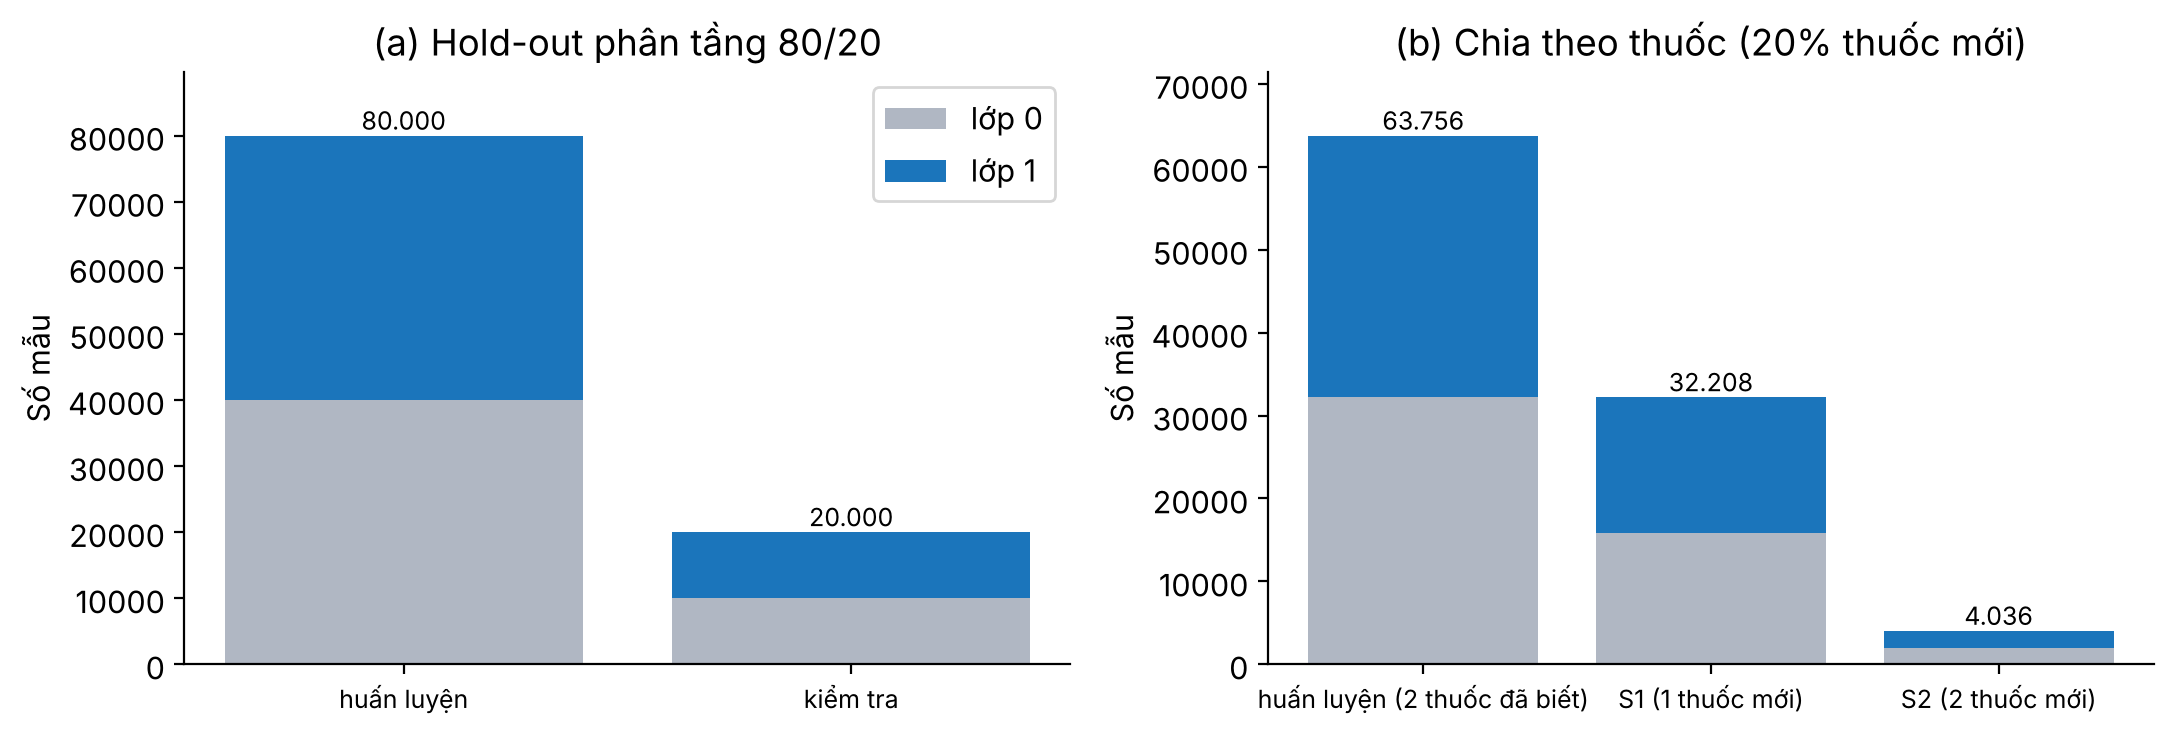 (a) Hold-out phân tầng 80/20
Số mẫu
80000
70000
60000
50000
40000
30000
20000
10000
0
80.000
20.000
lớp 0
lớp 1
huấn luyện
kiểm tra
(b) Chia theo thuốc (20% thuốc mới)
Số mẫu
70000
60000
50000
40000
30000
20000
10000
0
63.756
32.208
4.036
huấn luyện (2 thuốc đã biết)
S1 (1 thuốc mới)
S2 (2 thuốc mới)